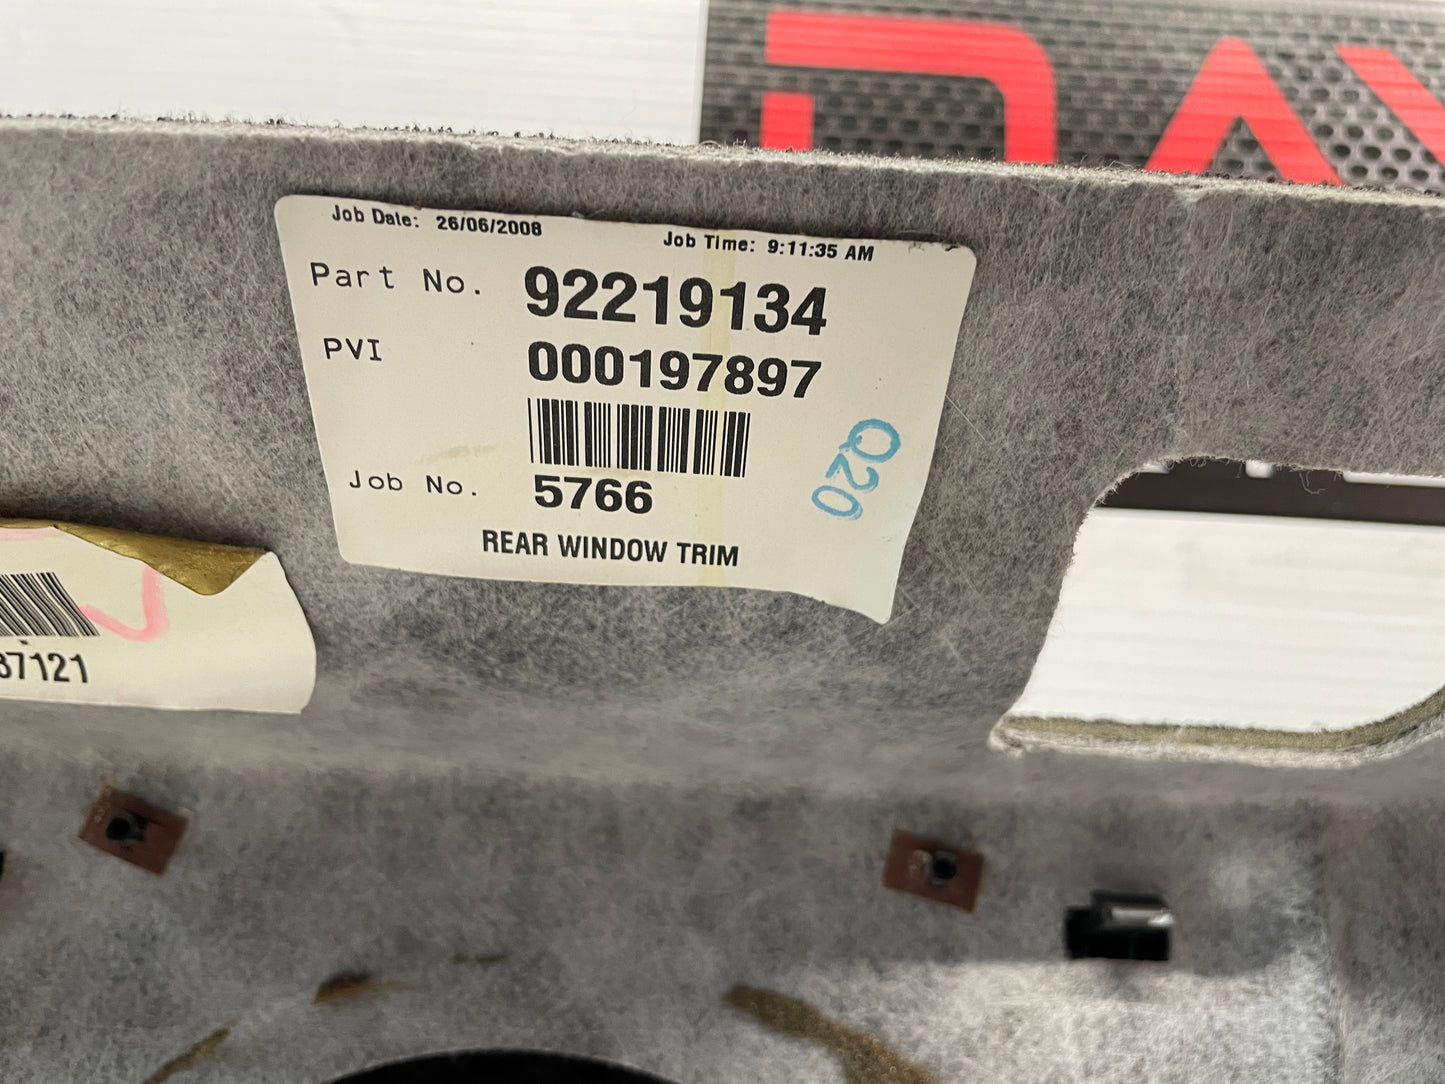 DAV
Job Date: 26/06/2008 Job Time: 9:11:35 AM
Part No. 92219134
PVI 000197897
Job No. 5766
REAR WINDOW TRIM
Q20
37121